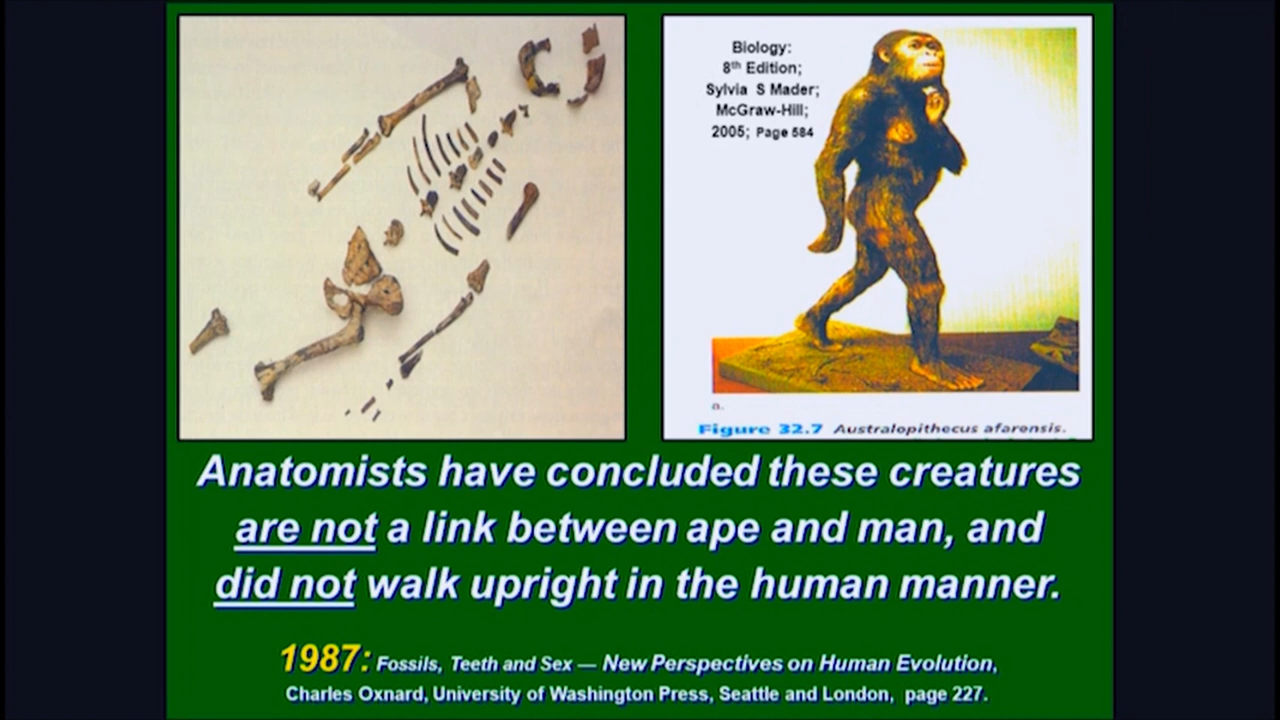 Biology:
8th Edition;
Sylvia S Mader;
McGraw-Hill;
2005; Page 584
a.
Figure 32.7 Australopithecus afarensis.
Anatomists have concluded these creatures
are not a link between ape and man, and
did not walk upright in the human manner.
1987: Fossils, Teeth and Sex — New Perspectives on Human Evolution,
Charles Oxnard, University of Washington Press, Seattle and London, page 227.